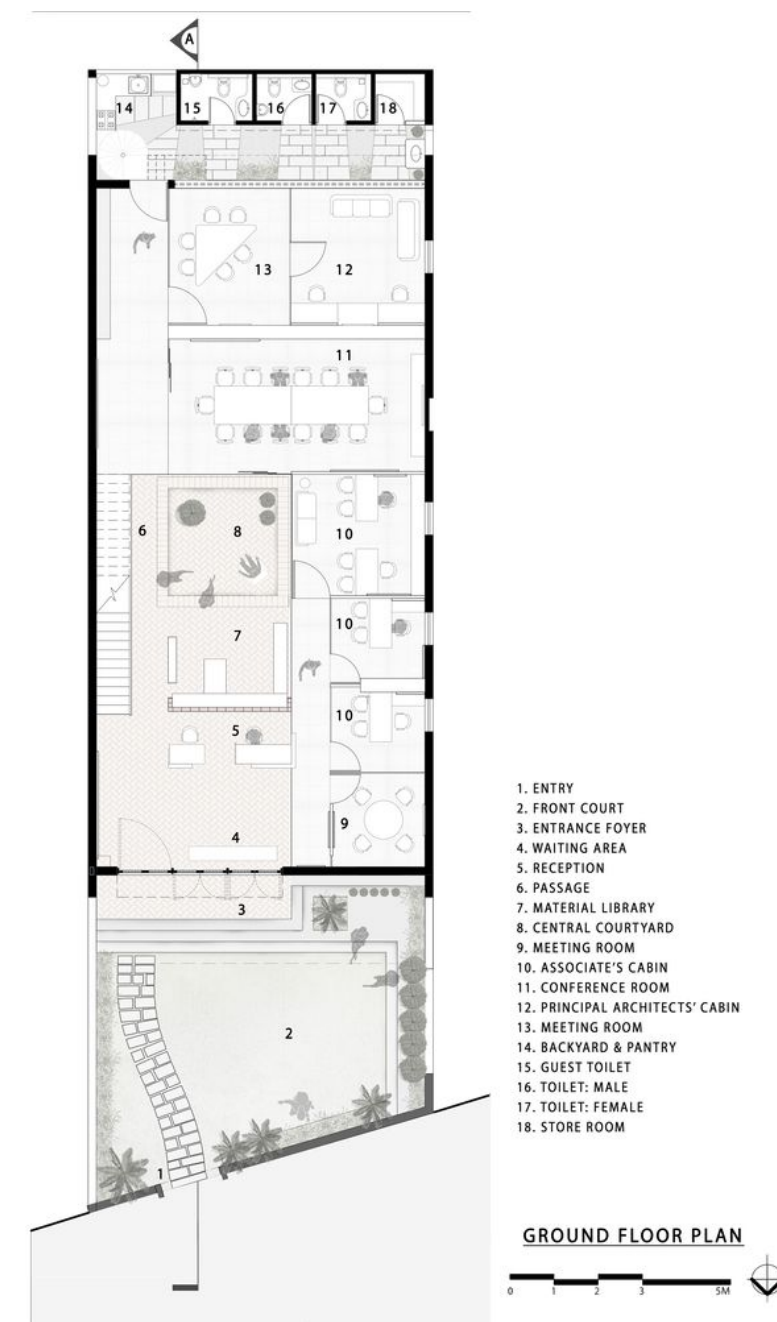 A
14
15
16
17
18
13
12
11
6
8
10
7
10
5
10
4
9
3
2
1
1. ENTRY
2. FRONT COURT
3. ENTRANCE FOYER
4. WAITING AREA
5. RECEPTION
6. PASSAGE
7. MATERIAL LIBRARY
8. CENTRAL COURTYARD
9. MEETING ROOM
10. ASSOCIATE'S CABIN
11. CONFERENCE ROOM
12. PRINCIPAL ARCHITECTS' CABIN
13. MEETING ROOM
14. BACKYARD & PANTRY
15. GUEST TOILET
16. TOILET: MALE
17. TOILET: FEMALE
18. STORE ROOM
GROUND FLOOR PLAN
0 1 2 3 5M